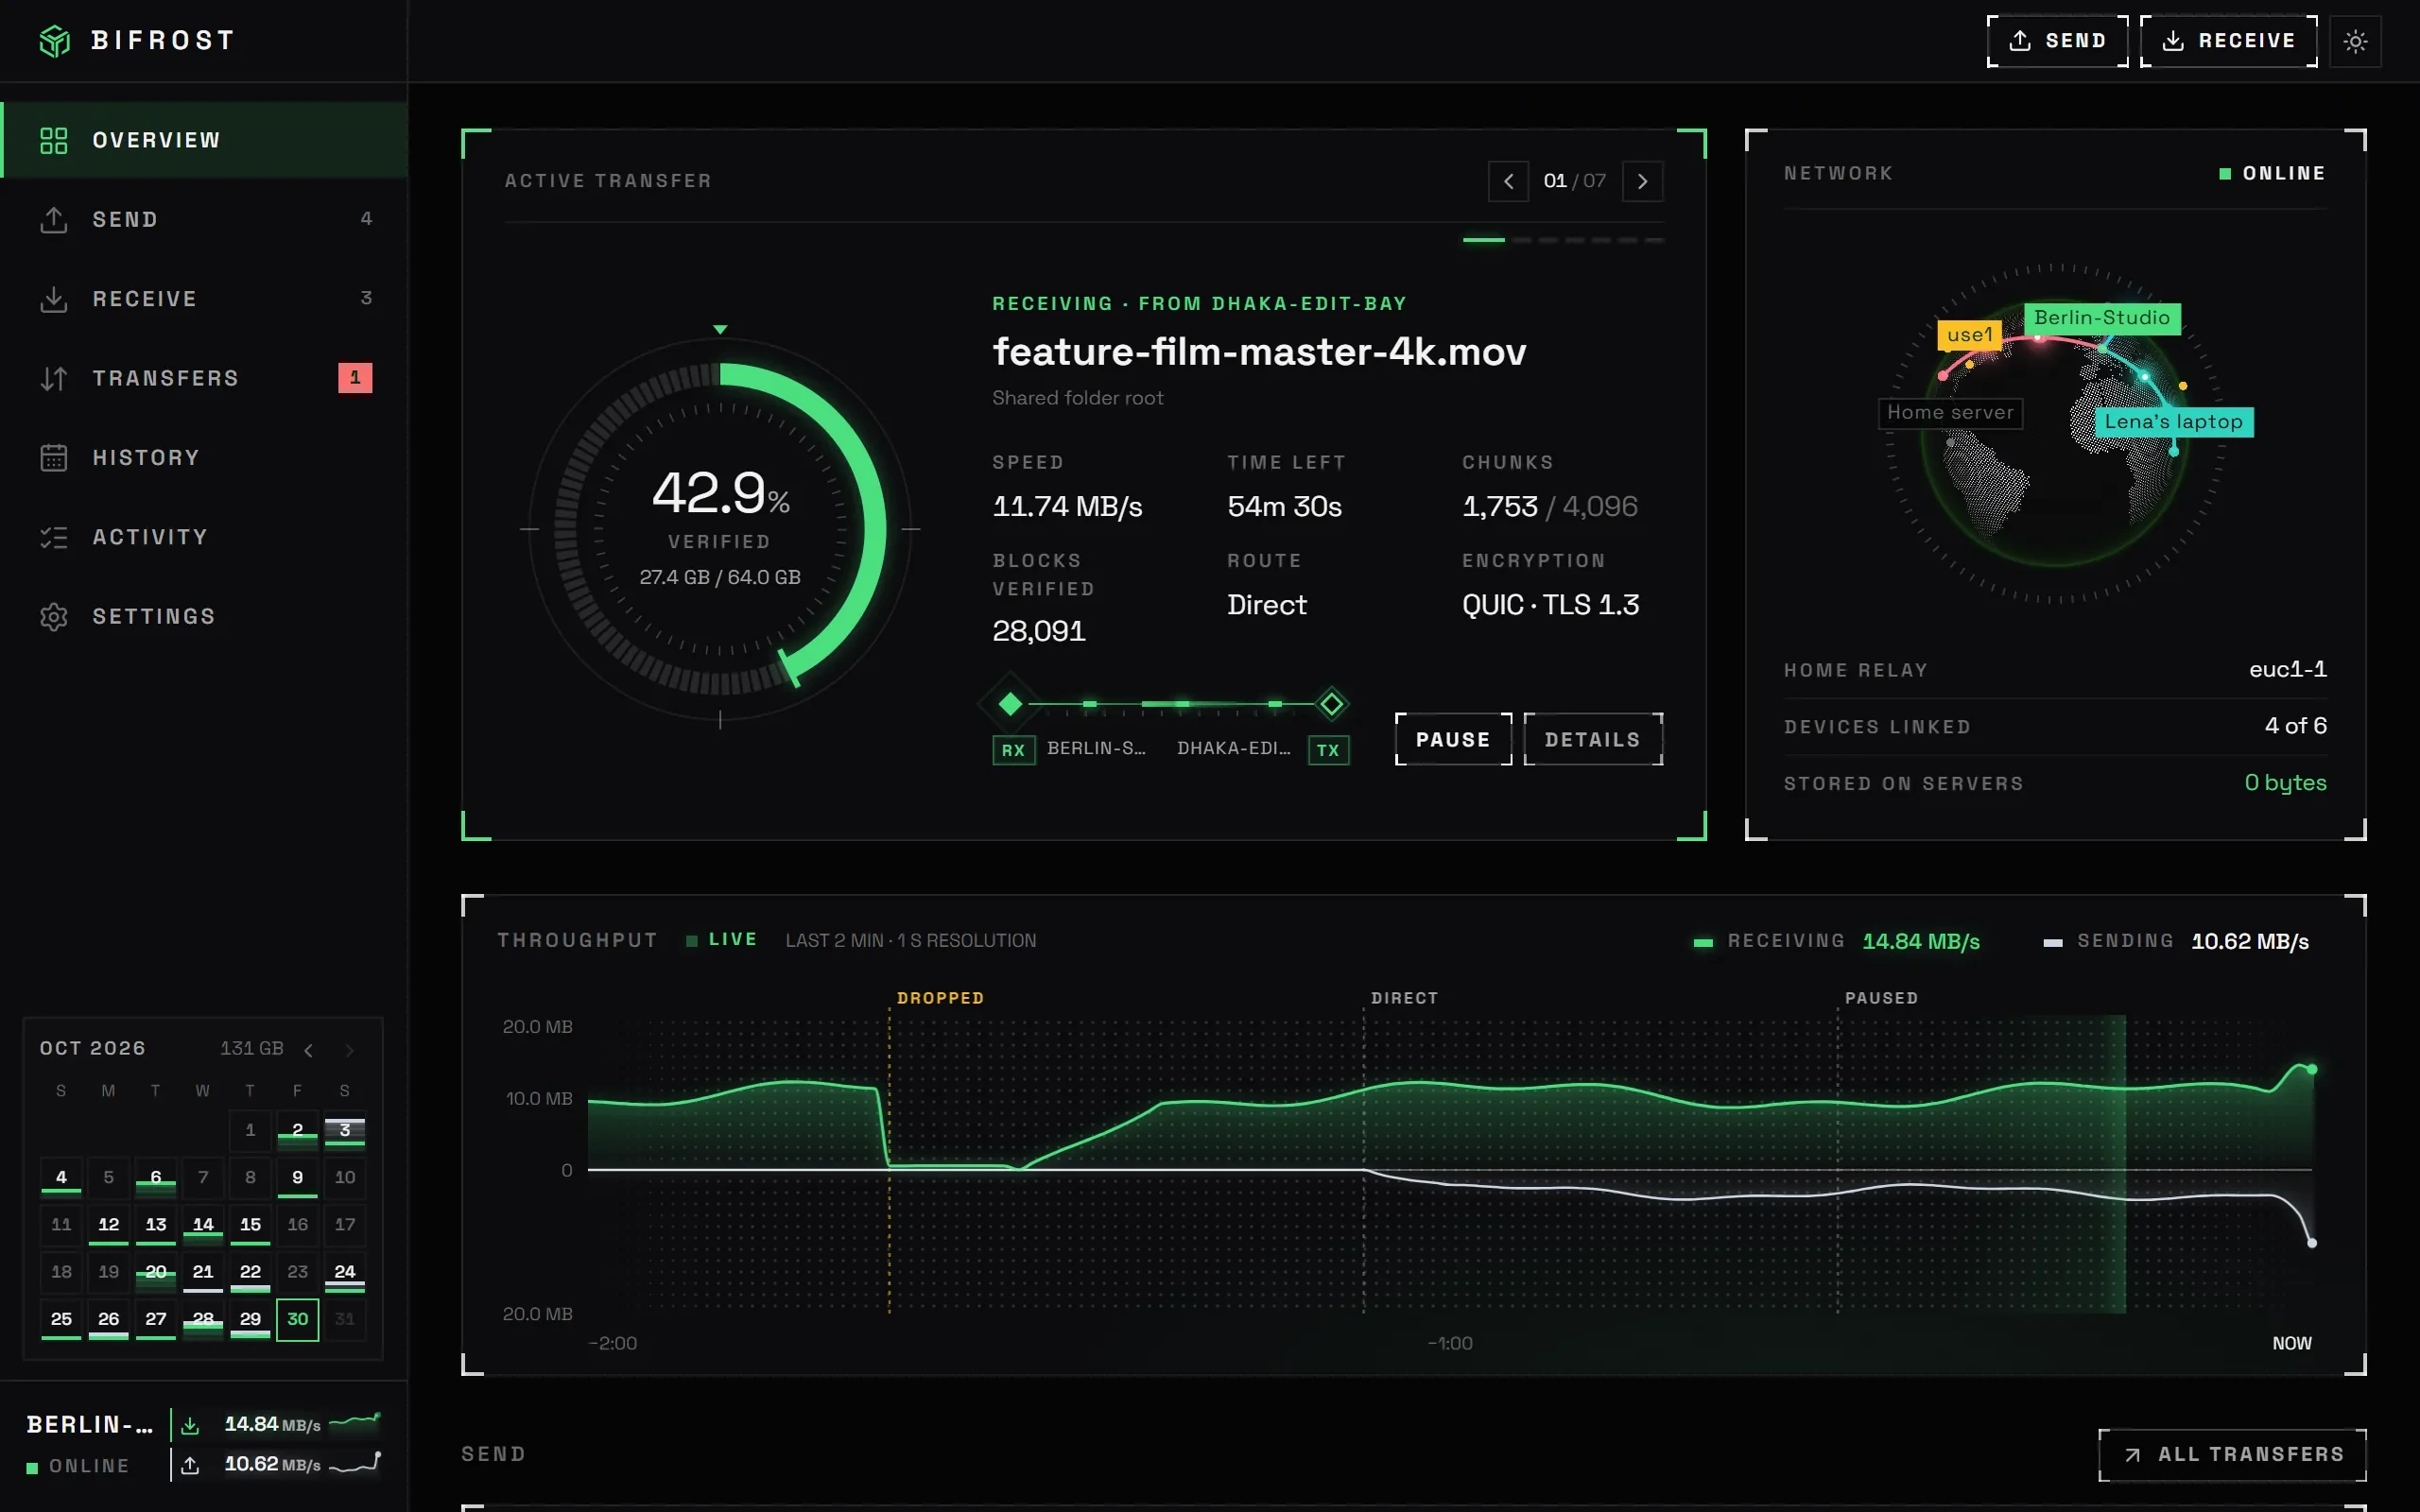 BIFROST
SEND
RECEIVE
OVERVIEW
SEND 4
RECEIVE 3
TRANSFERS 1
HISTORY
ACTIVITY
SETTINGS
OCT 2026 131 GB
S M T W T F S
1 2 3
4 5 6 7 8 9 10
11 12 13 14 15 16 17
18 19 20 21 22 23 24
25 26 27 28 29 30 31
BERLIN-…
ONLINE
14.84 MB/s
10.62 MB/s
ACTIVE TRANSFER
01 / 07
42.9%
VERIFIED
27.4 GB / 64.0 GB
RECEIVING · FROM DHAKA-EDIT-BAY
feature-film-master-4k.mov
Shared folder root
SPEED
11.74 MB/s
TIME LEFT
54m 30s
CHUNKS
1,753 / 4,096
BLOCKS
VERIFIED
28,091
ROUTE
Direct
ENCRYPTION
QUIC · TLS 1.3
RX BERLIN-S…
DHAKA-EDI… TX
PAUSE
DETAILS
NETWORK
ONLINE
use1
Berlin-Studio
Home server
Lena's laptop
HOME RELAY euc1-1
DEVICES LINKED 4 of 6
STORED ON SERVERS 0 bytes
THROUGHPUT LIVE LAST 2 MIN · 1 S RESOLUTION
RECEIVING 14.84 MB/s
SENDING 10.62 MB/s
DROPPED
DIRECT
PAUSED
20.0 MB
10.0 MB
0
20.0 MB
−2:00
−1:00
NOW
SEND
ALL TRANSFERS